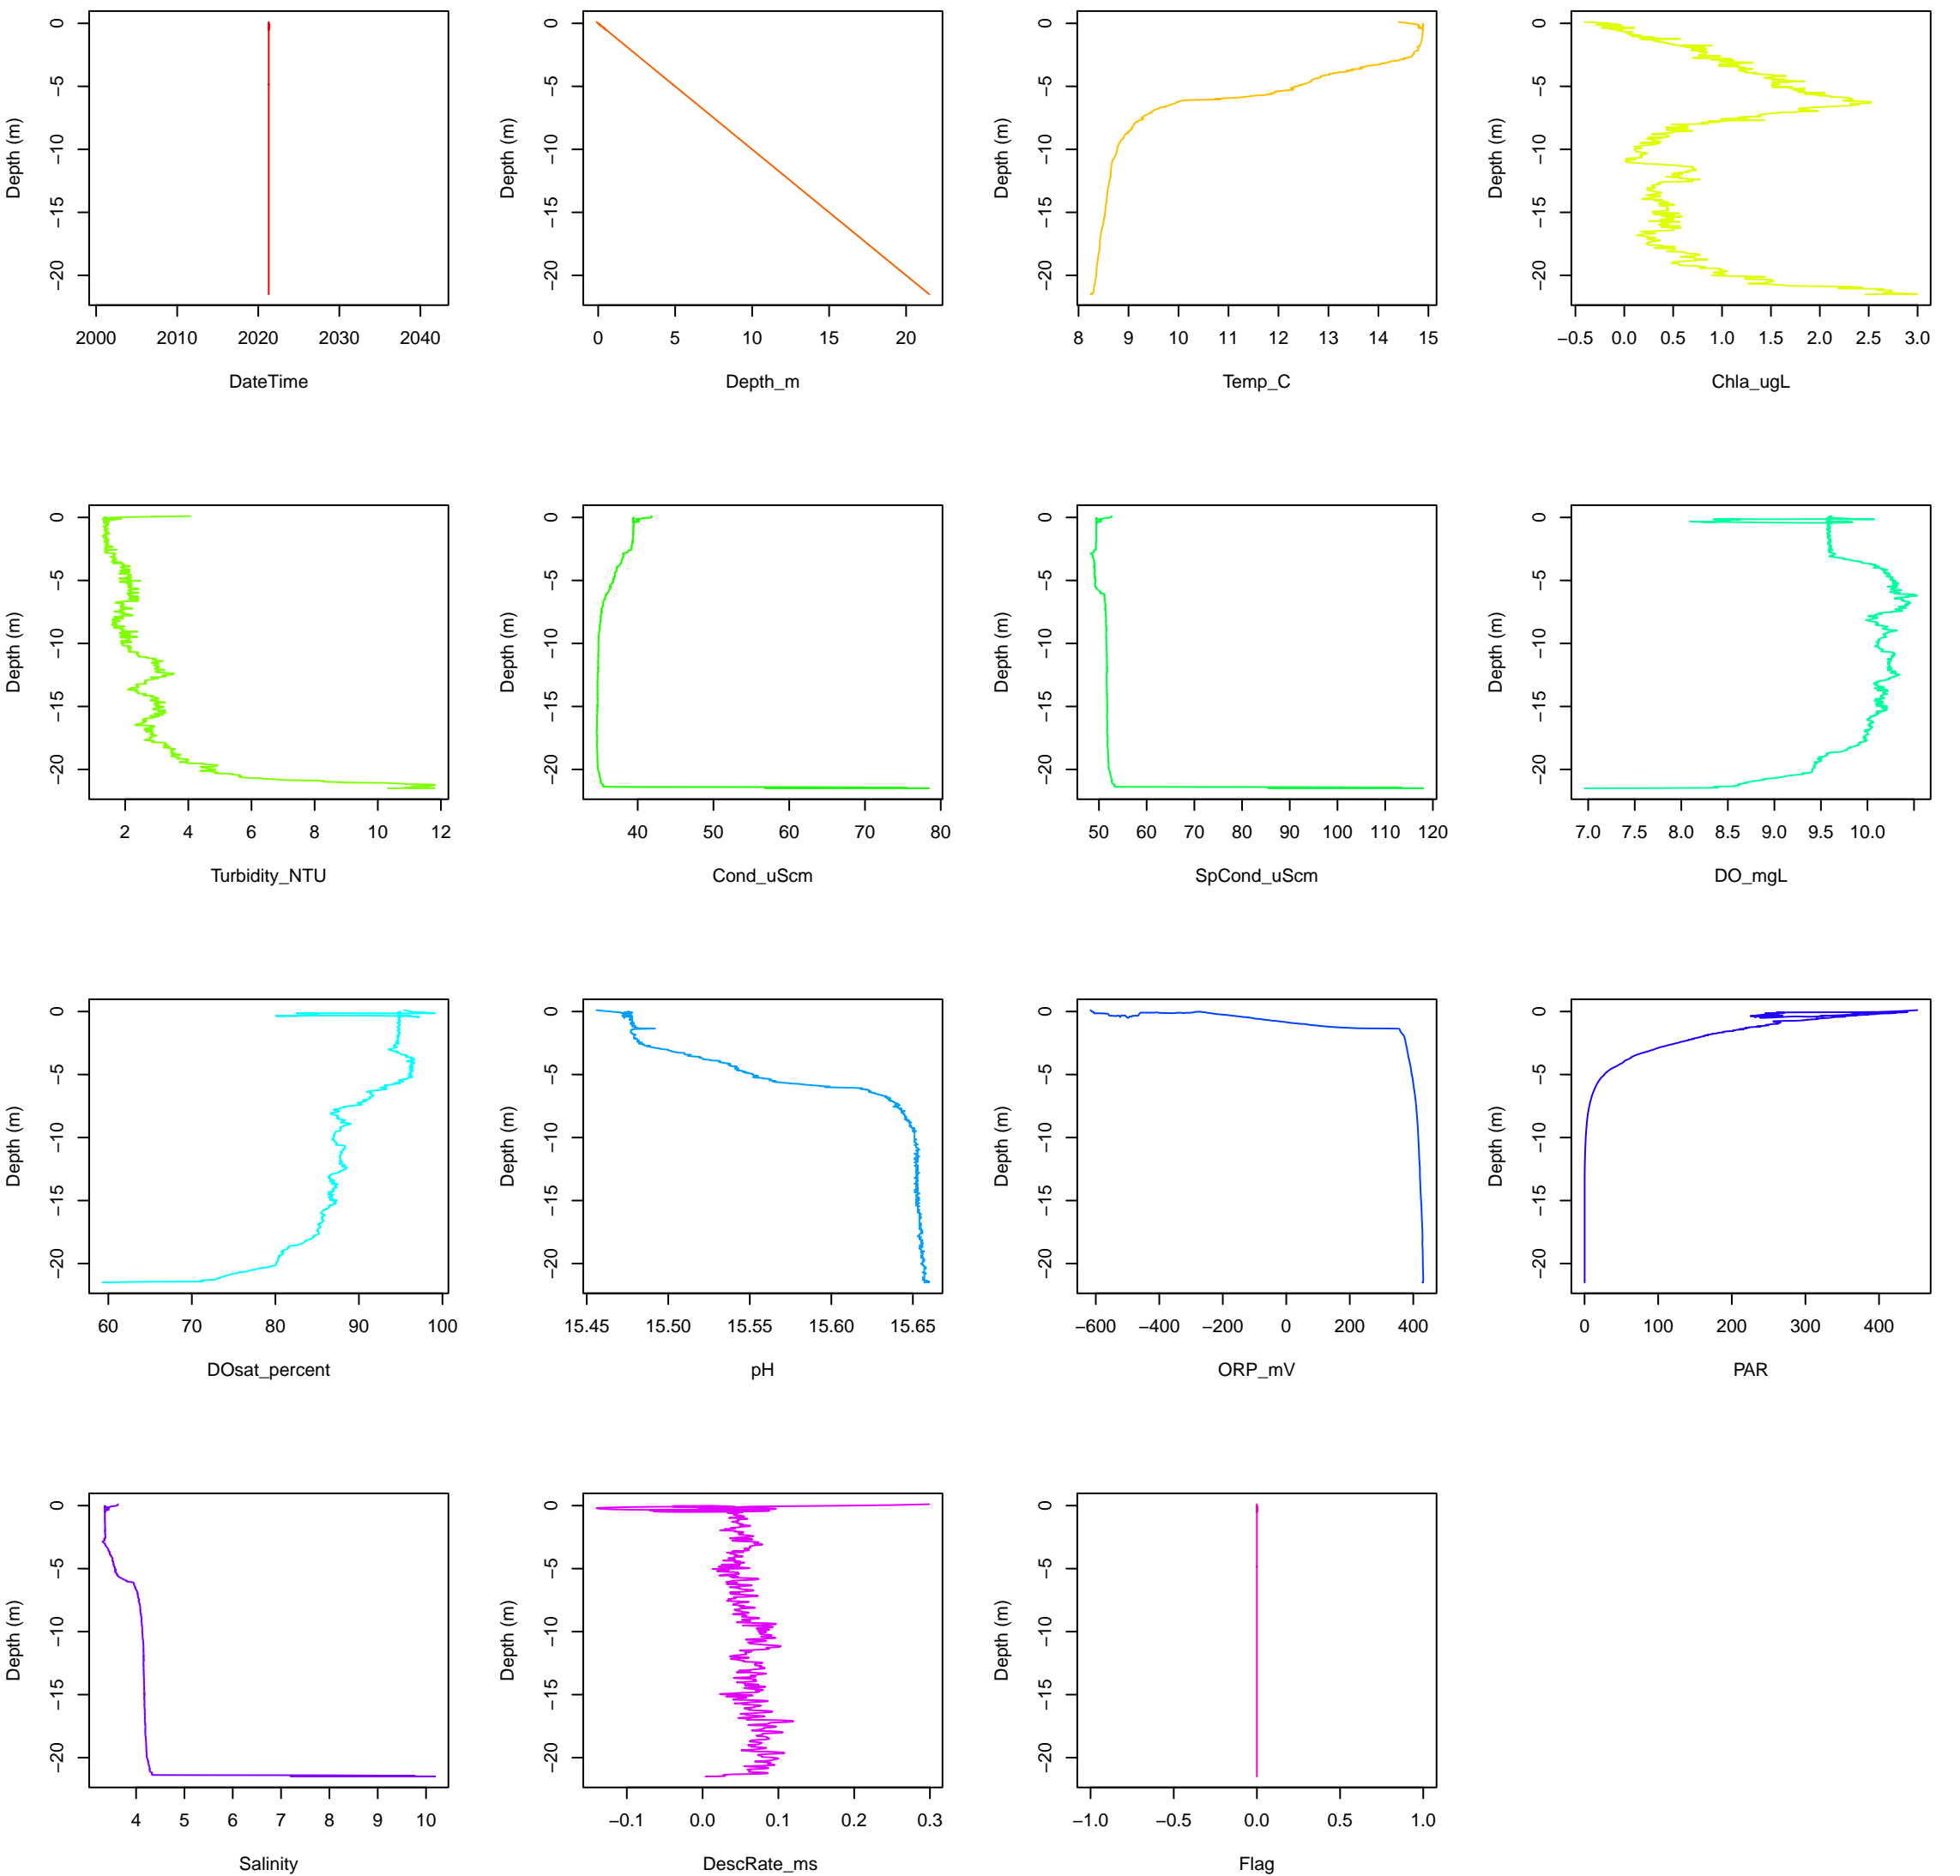 0 0 0 0
−5 −5 −5 −5
Depth (m) Depth (m) Depth (m) Depth (m)
−10 −10 −10 −10
−15 −15 −15 −15
−20 −20 −20 −20
2000 2010 2020 2030 2040 0 5 10 15 20 8 9 10 11 12 13 14 15 −0.5 0.0 0.5 1.0 1.5 2.0 2.5 3.0
DateTime Depth_m Temp_C Chla_ugL
0 0 0 0
−5 −5 −5 −5
Depth (m) Depth (m) Depth (m) Depth (m)
−10 −10 −10 −10
−15 −15 −15 −15
−20 −20 −20 −20
2 4 6 8 10 12 40 50 60 70 80 50 60 70 80 90 100 110 120 7.0 7.5 8.0 8.5 9.0 9.5 10.0
Turbidity_NTU Cond_uScm SpCond_uScm DO_mgL
0 0 0 0
−5 −5 −5 −5
Depth (m) Depth (m) Depth (m) Depth (m)
−10 −10 −10 −10
−15 −15 −15 −15
−20 −20 −20 −20
60 70 80 90 100 15.45 15.50 15.55 15.60 15.65 −600 −400 −200 0 200 400 0 100 200 300 400
DOsat_percent pH ORP_mV PAR
0 0 0
−5 −5 −5
Depth (m) Depth (m) Depth (m)
−10 −10 −10
−15 −15 −15
−20 −20 −20
4 5 6 7 8 9 10 −0.1 0.0 0.1 0.2 0.3 −1.0 −0.5 0.0 0.5 1.0
Salinity DescRate_ms Flag